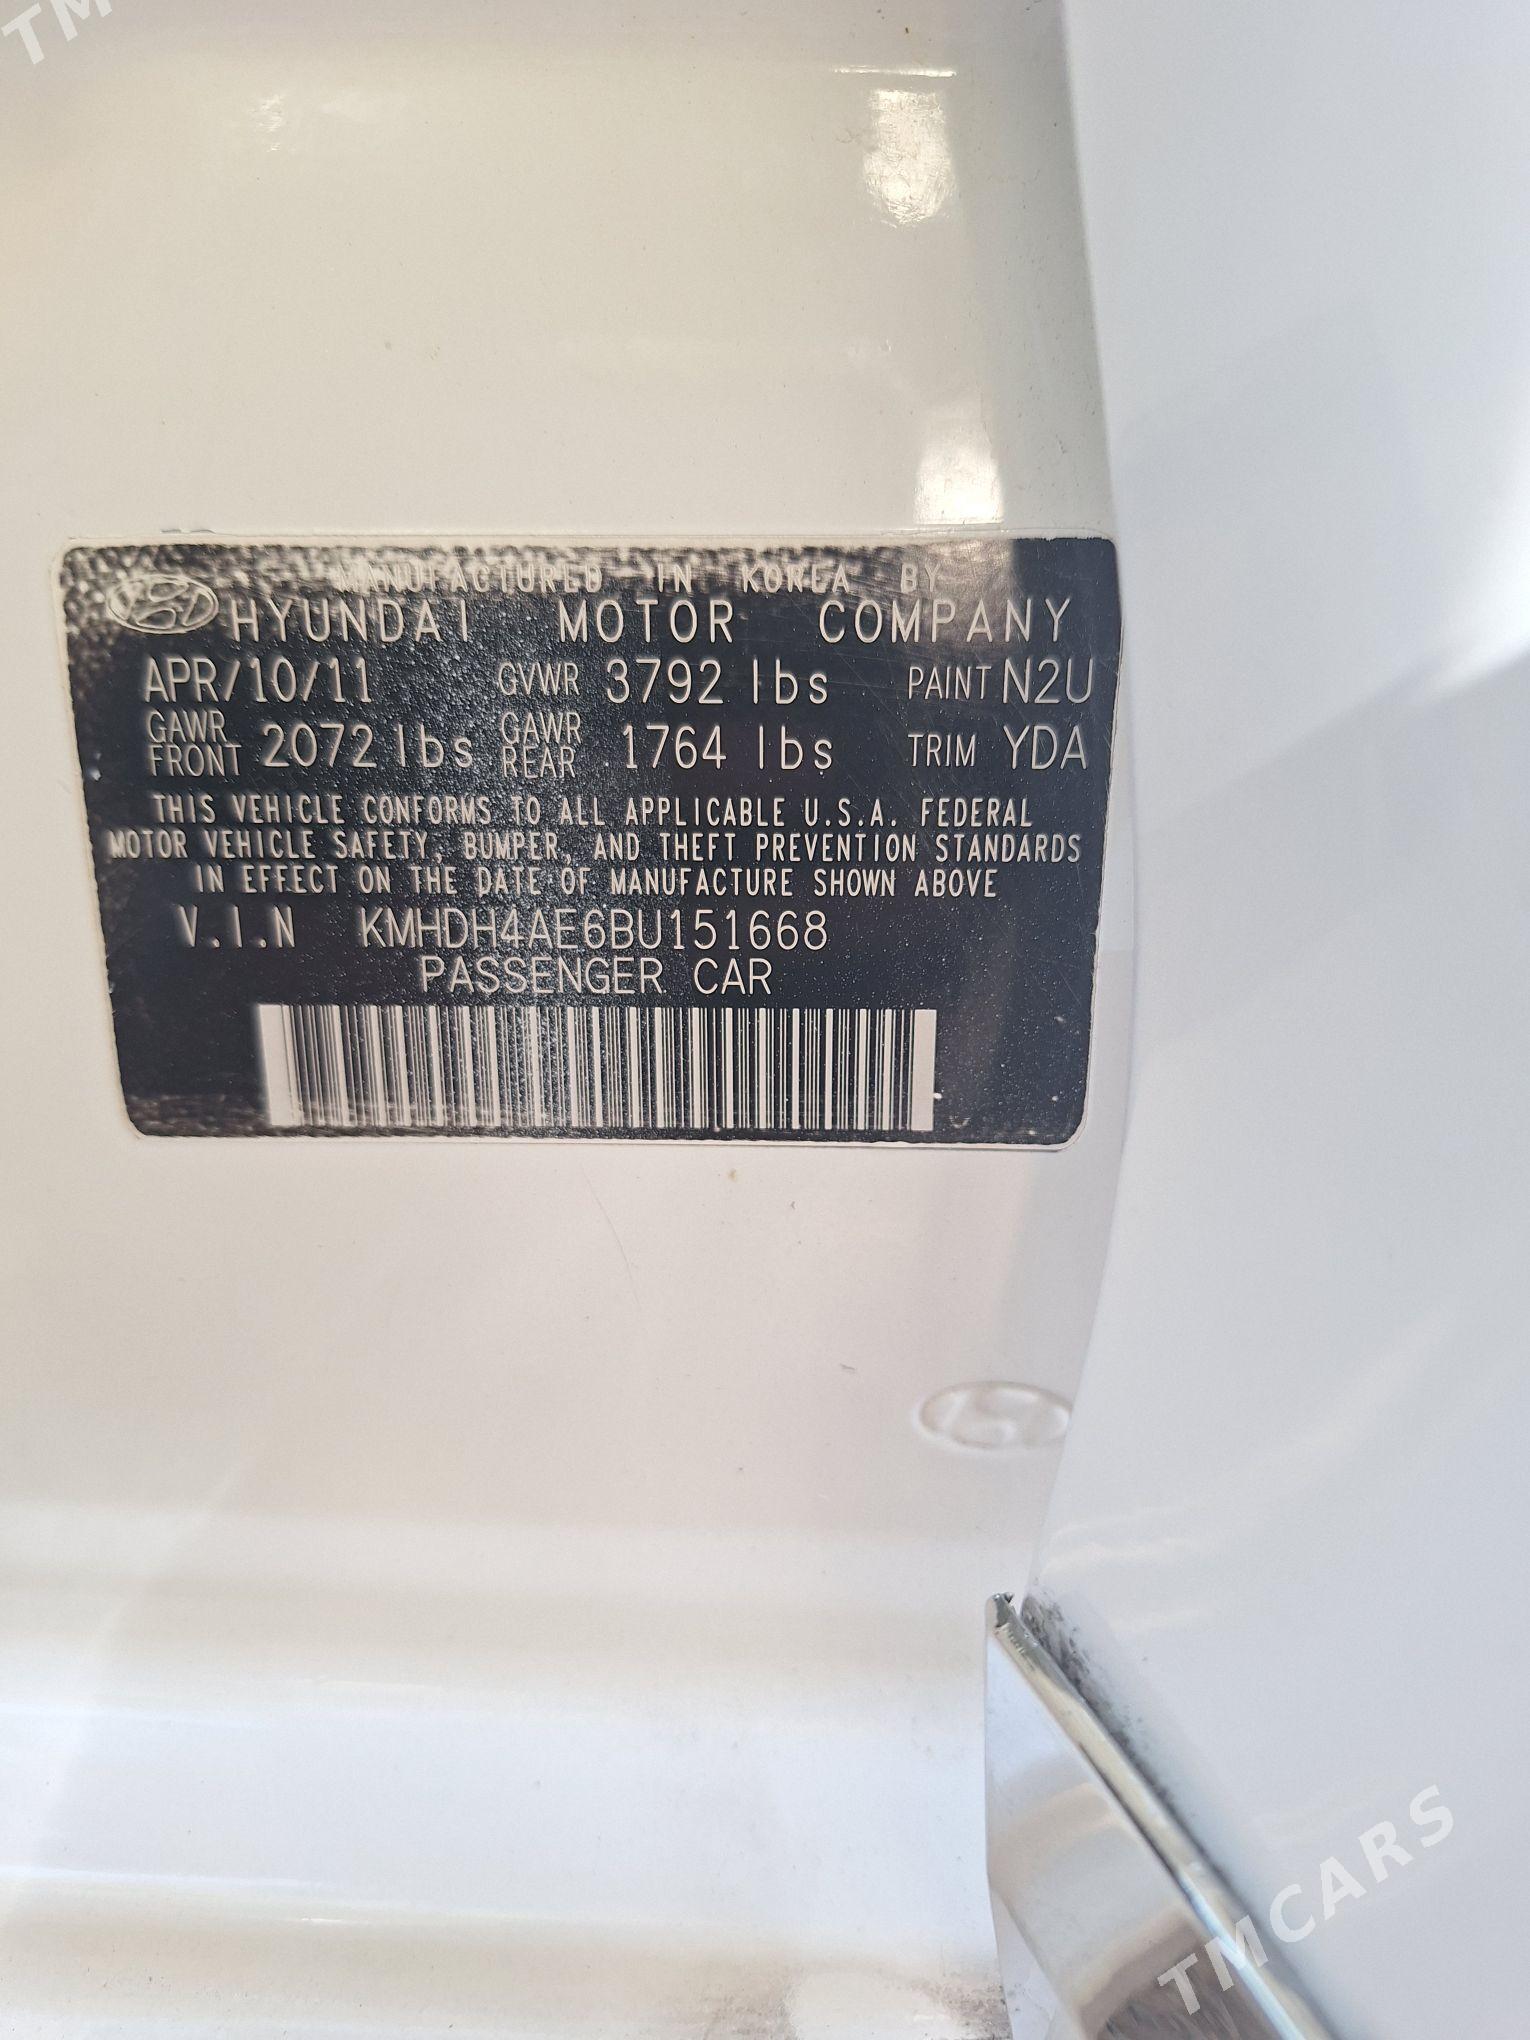 TM
MANUFACTURED IN KOREA BY
HYUNDAI MOTOR COMPANY
APR/10/11 GVWR 3792 lbs PAINT N2U
GAWR FRONT 2072 lbs GAWR REAR 1764 lbs TRIM YDA
THIS VEHICLE CONFORMS TO ALL APPLICABLE U.S.A. FEDERAL
MOTOR VEHICLE SAFETY, BUMPER, AND THEFT PREVENTION STANDARDS
IN EFFECT ON THE DATE OF MANUFACTURE SHOWN ABOVE
V.I.N KMHDH4AE6BU151668
PASSENGER CAR
TMCARS